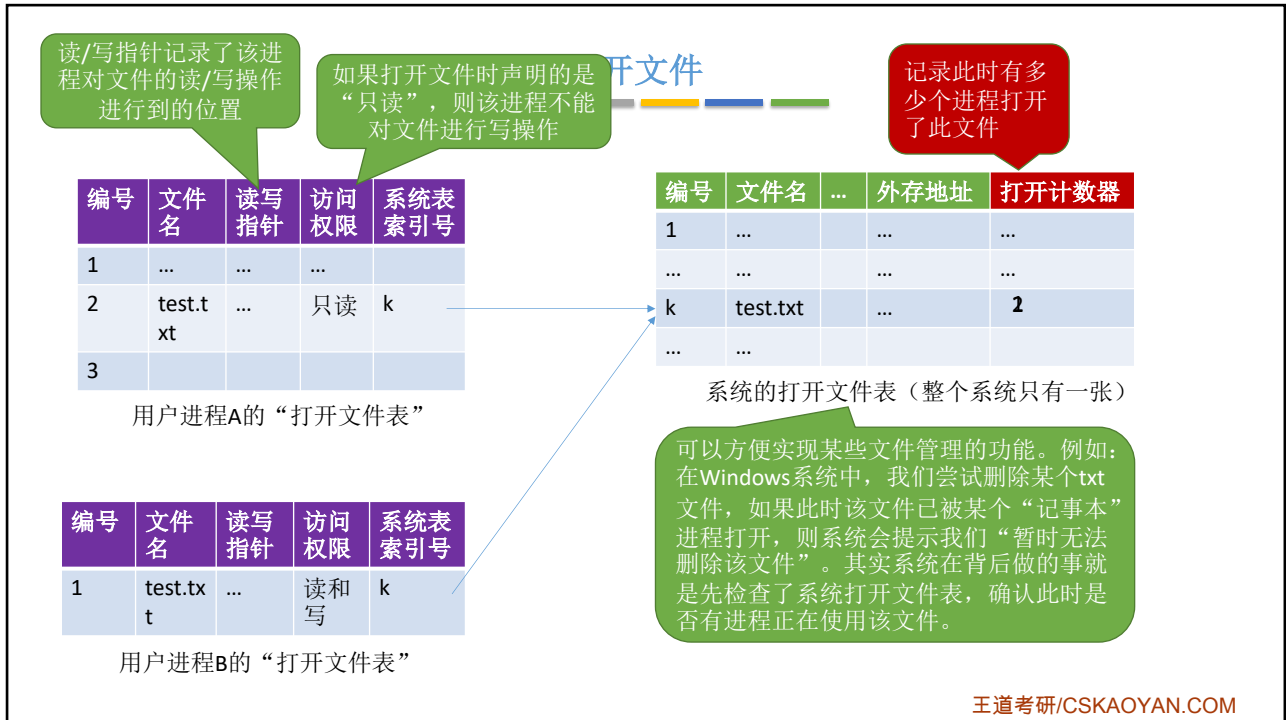 读/写指针记录了该进
程对文件的读/写操作
进行到的位置
如果打开文件时声明的是
“只读”，则该进程不能
对文件进行写操作
开文件
记录此时有多
少个进程打开
了此文件
编号 文件名 读写指针 访问权限 系统表索引号
1 … … …
2 test.txt … 只读 k
3
用户进程A的“打开文件表”
编号 文件名 … 外存地址 打开计数器
1 … … …
… … … …
k test.txt …
… …
系统的打开文件表（整个系统只有一张）
可以方便实现某些文件管理的功能。例如：
在Windows系统中，我们尝试删除某个txt
文件，如果此时该文件已被某个“记事本”
进程打开，则系统会提示我们“暂时无法
删除该文件”。其实系统在背后做的事就
是先检查了系统打开文件表，确认此时是
否有进程正在使用该文件。
编号 文件名 读写指针 访问权限 系统表索引号
1 test.txt … 读和写 k
用户进程B的“打开文件表”
王道考研/CSKAOYAN.COM